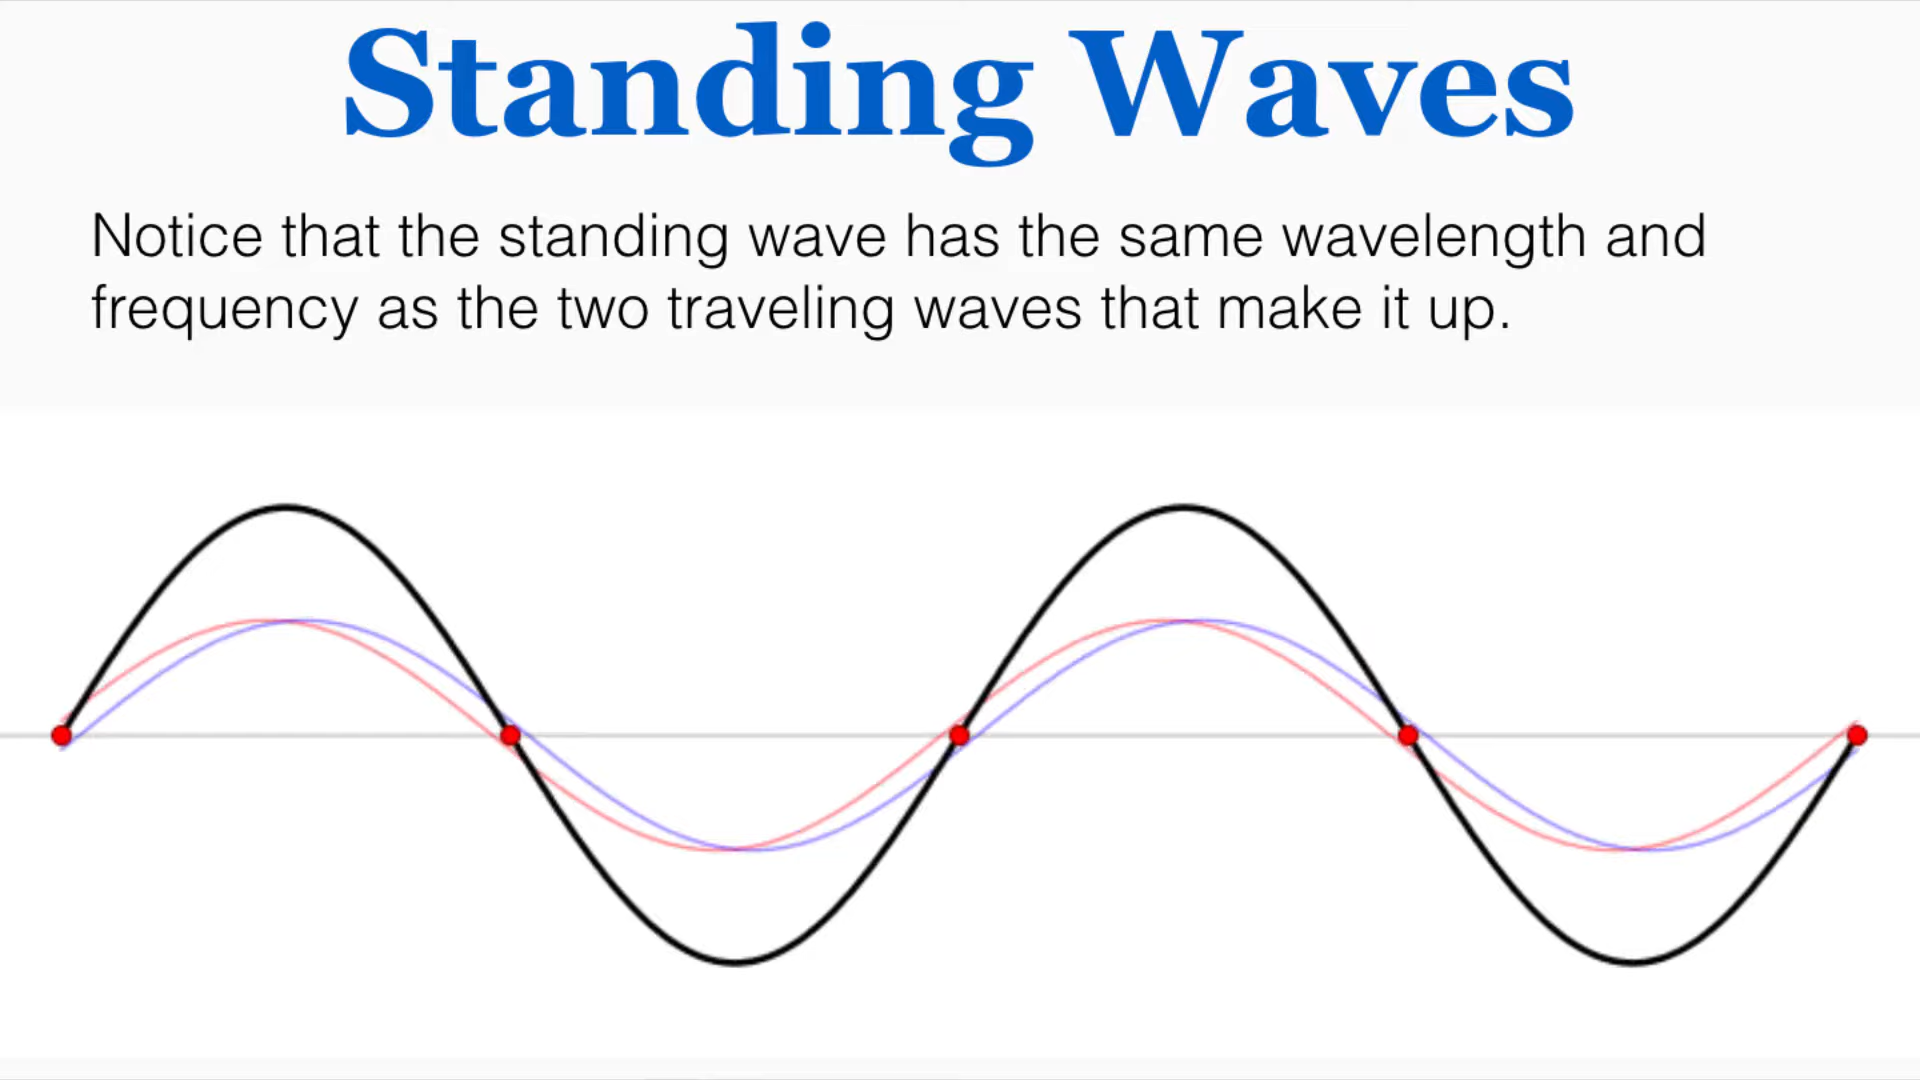 Standing Waves
Notice that the standing wave has the same wavelength and
frequency as the two traveling waves that make it up.